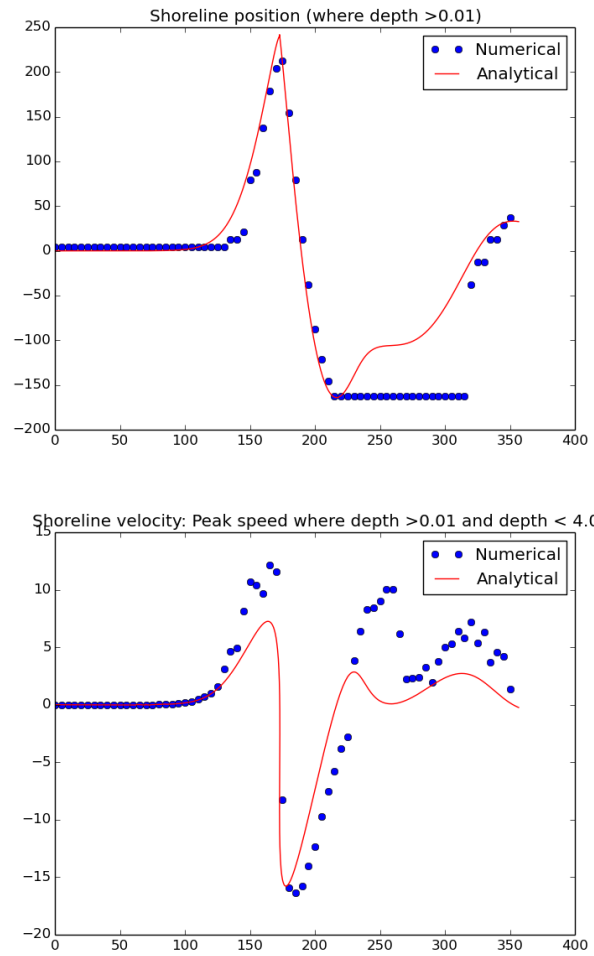 Shoreline position (where depth >0.01)
250
200
150
100
50
0
−50
−100
−150
−200
0 50 100 150 200 250 300 350 400
Numerical
Analytical
Shoreline velocity: Peak speed where depth >0.01 and depth < 4.0
15
10
5
0
−5
−10
−15
−20
0 50 100 150 200 250 300 350 400
Numerical
Analytical